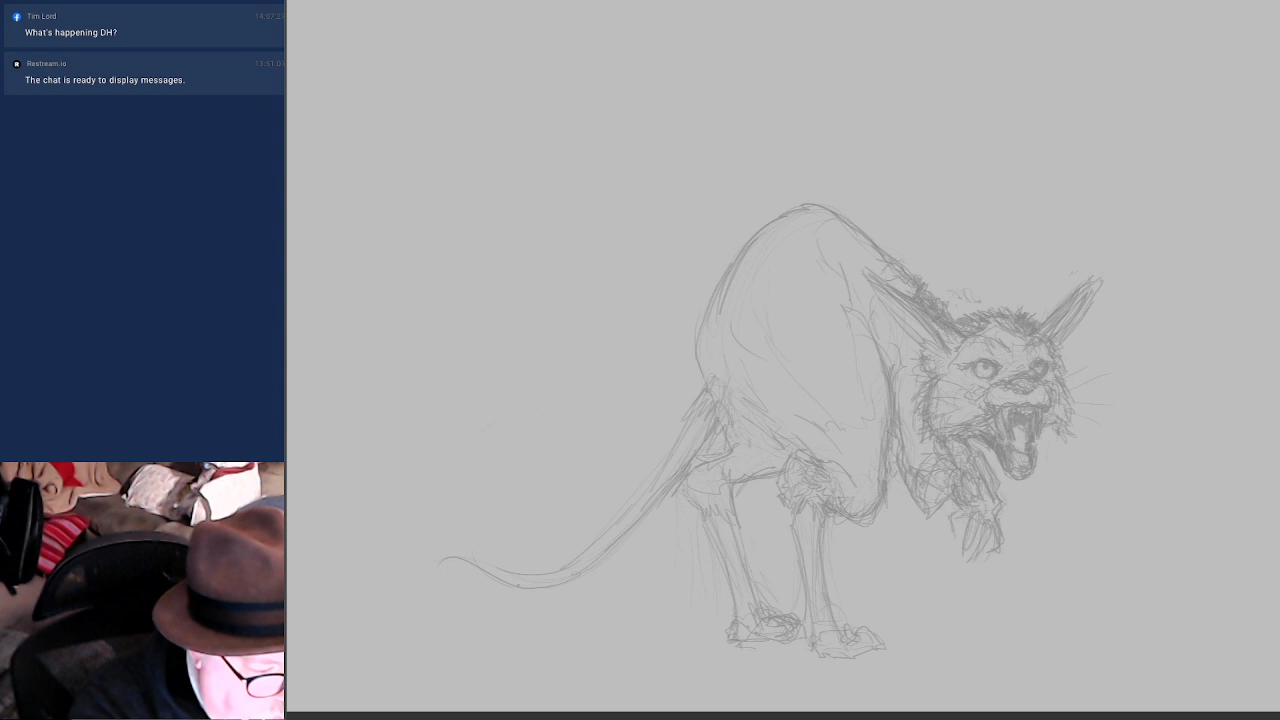 Tim Lord
What's happening DH?
Restream.io
The chat is ready to display messages.